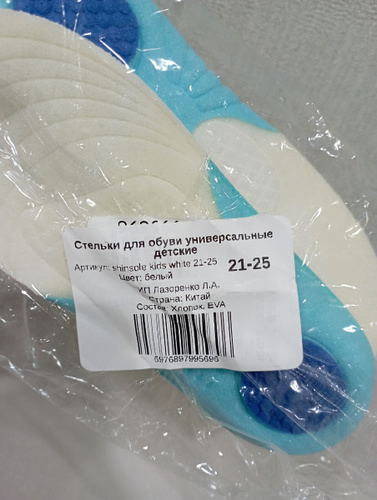 Стельки для обуви универсальные
детские
Артикул: shinsole kids white 21-25
21-25
Цвет: белый
ИП Лазоренко Л.А.
Страна: Китай
Состав: Хлопок, EVA
6976897995696